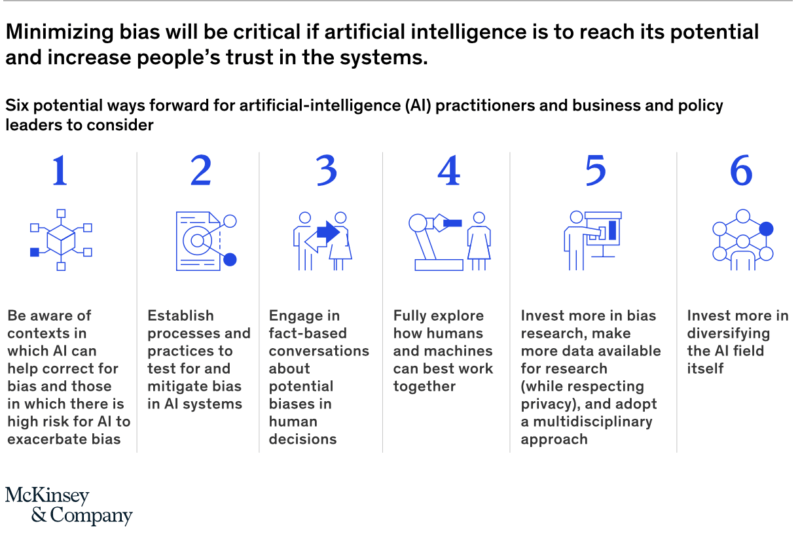 Minimizing bias will be critical if artificial intelligence is to reach its potential
and increase people’s trust in the systems.
Six potential ways forward for artificial-intelligence (AI) practitioners and business and policy
leaders to consider
1
Be aware of
contexts in
which AI can
help correct for
bias and those
in which there is
high risk for AI to
exacerbate bias
2
Establish
processes and
practices to
test for and
mitigate bias
in AI systems
3
Engage in
fact-based
conversations
about
potential
biases in
human
decisions
4
Fully explore
how humans
and machines
can best work
together
5
Invest more in bias
research, make
more data available
for research
(while respecting
privacy), and adopt
a multidisciplinary
approach
6
Invest more in
diversifying
the AI field
itself
McKinsey
& Company